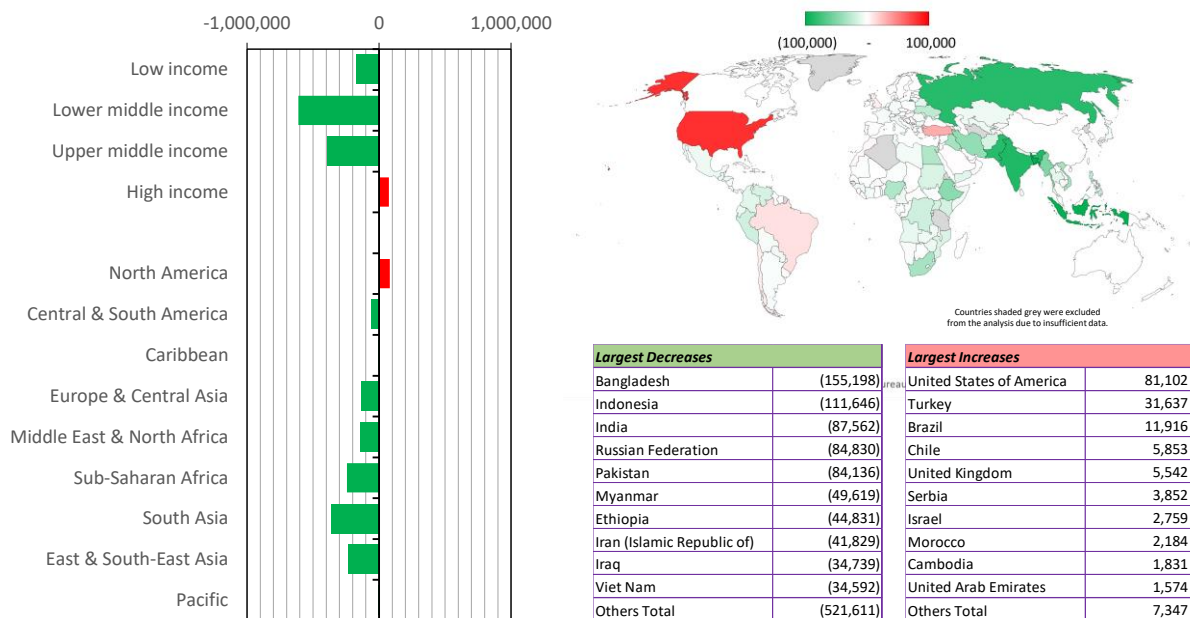 -1,000,000 0 1,000,000
Low income
Lower middle income
Upper middle income
High income
North America
Central & South America
Caribbean
Europe & Central Asia
Middle East & North Africa
Sub-Saharan Africa
South Asia
East & South-East Asia
Pacific
(100,000) - 100,000
Countries shaded grey were excluded
from the analysis due to insufficient data.
Largest Decreases
Bangladesh (155,198)
Indonesia (111,646)
India (87,562)
Russian Federation (84,830)
Pakistan (84,136)
Myanmar (49,619)
Ethiopia (44,831)
Iran (Islamic Republic of) (41,829)
Iraq (34,739)
Viet Nam (34,592)
Others Total (521,611)
ureau
Largest Increases
United States of America 81,102
Turkey 31,637
Brazil 11,916
Chile 5,853
United Kingdom 5,542
Serbia 3,852
Israel 2,759
Morocco 2,184
Cambodia 1,831
United Arab Emirates 1,574
Others Total 7,347